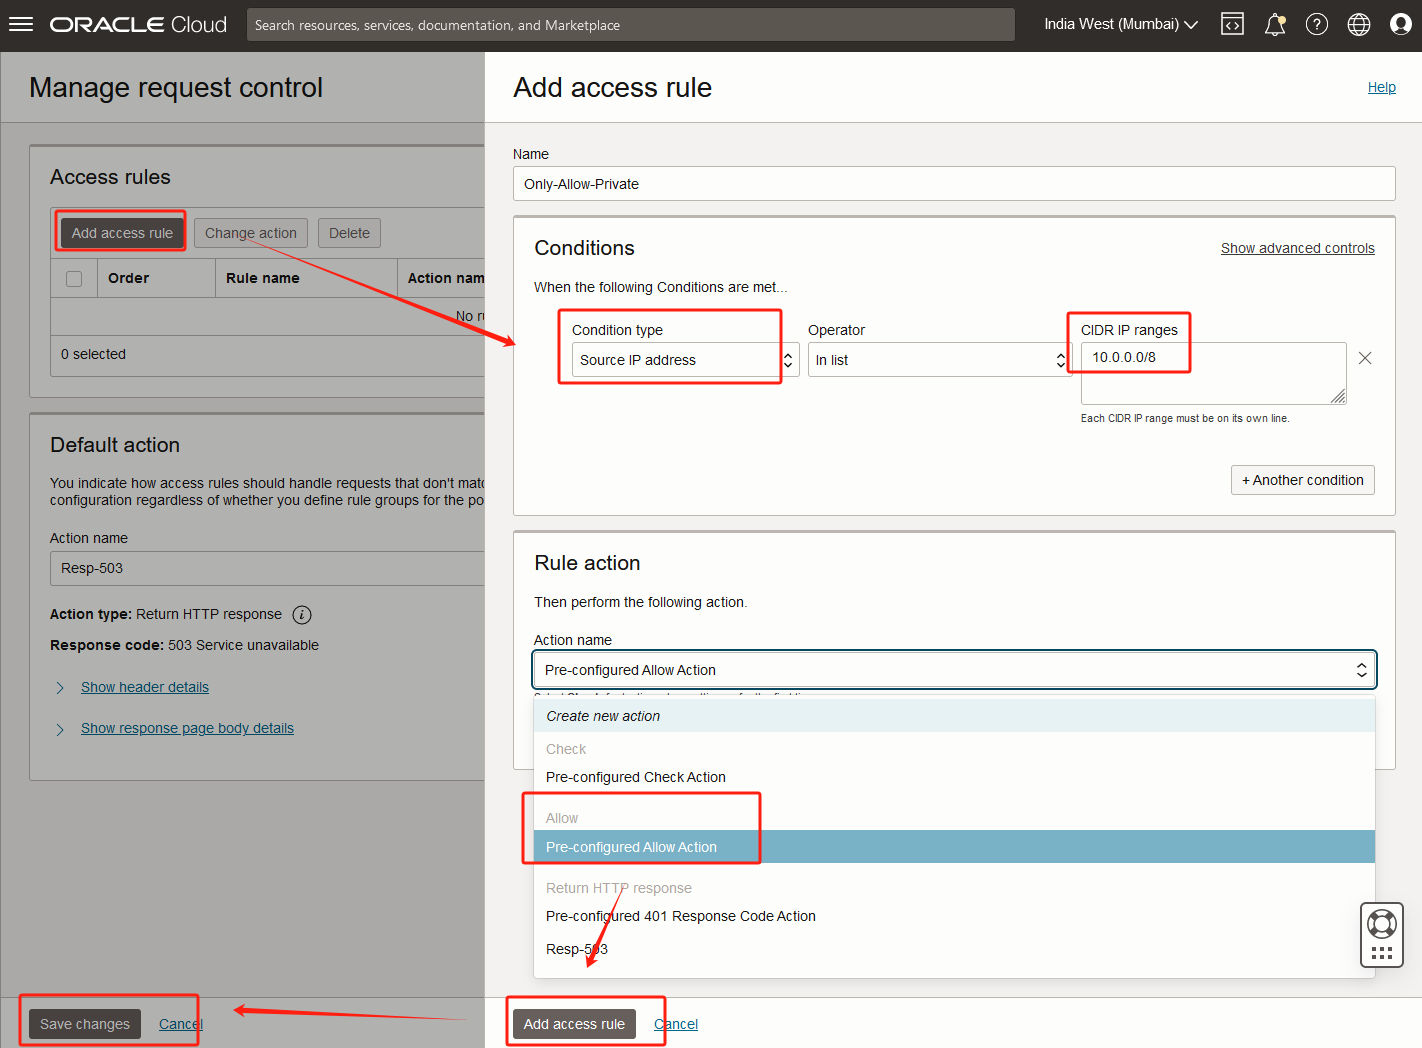 ORACLE Cloud
Search resources, services, documentation, and Marketplace
India West (Mumbai)
Manage request control
Access rules
Add access rule
Change action
Delete
Order
Rule name
Action nam
No ru
0 selected
Default action
You indicate how access rules should handle requests that don't matc
configuration regardless of whether you define rule groups for the po
Action name
Resp-503
Action type: Return HTTP response
Response code: 503 Service unavailable
Show header details
Show response page body details
Save changes
Cancel
Add access rule
Help
Name
Only-Allow-Private
Conditions
Show advanced controls
When the following Conditions are met...
Condition type
Operator
CIDR IP ranges
Source IP address
In list
10.0.0.0/8
Each CIDR IP range must be on its own line.
+ Another condition
Rule action
Then perform the following action.
Action name
Pre-configured Allow Action
Create new action
Check
Pre-configured Check Action
Allow
Pre-configured Allow Action
Return HTTP response
Pre-configured 401 Response Code Action
Resp-503
Add access rule
Cancel